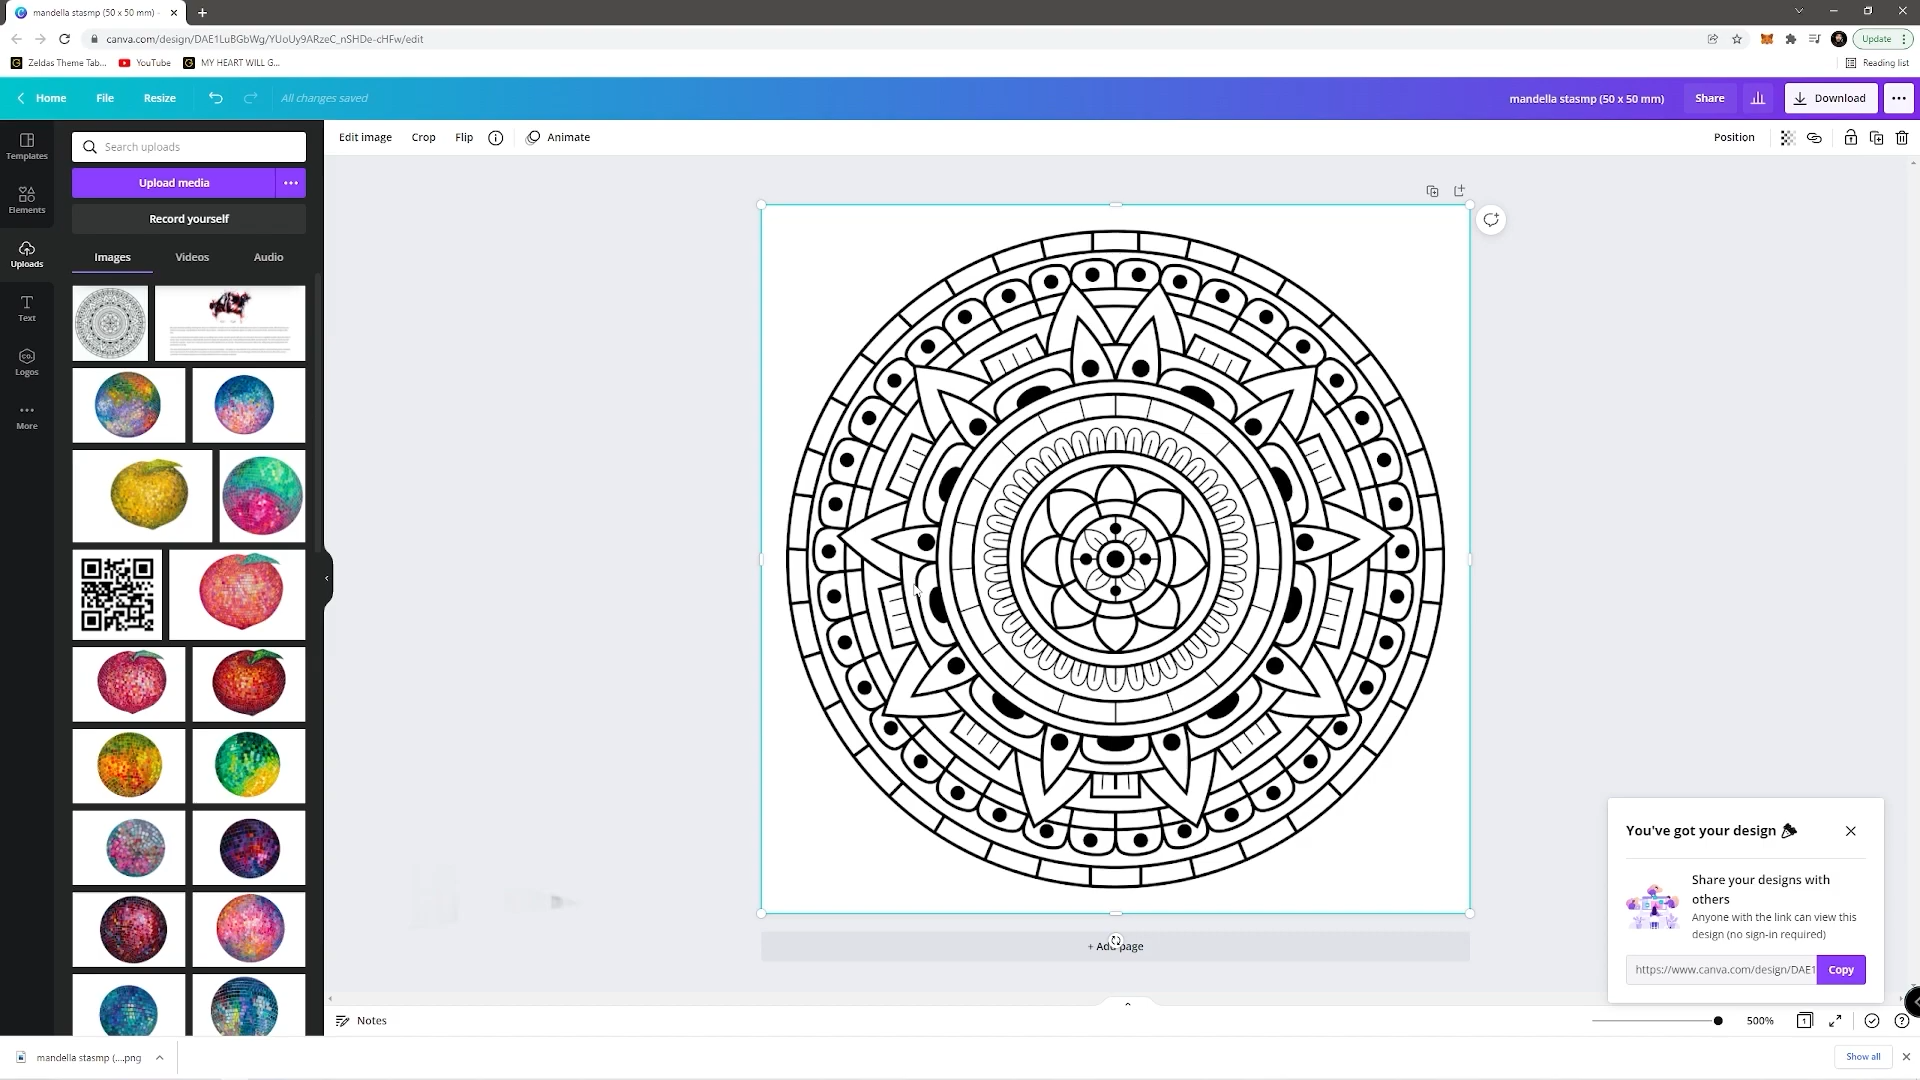 mandella stasmp (50 x 50 mm) -
canva.com/design/DAE1LuBGbWg/YUoUy9ARzeC_nSHDe-cHFw/edit
Update
Zeldas Theme Tab...
YouTube
MY HEART WILL G...
Reading list
Home
File
Resize
All changes saved
mandella stasmp (50 x 50 mm)
Share
Download
Templates
Elements
Uploads
Text
CO.
Logos
More
Search uploads
Upload media
Record yourself
Images
Videos
Audio
Edit image
Crop
Flip
Animate
Position
+ Add page
You've got your design
Share your designs with
others
Anyone with the link can view this
design (no sign-in required)
https://www.canva.com/design/DAE1
Copy
Notes
500%
1
mandella stasmp (....png
Show all